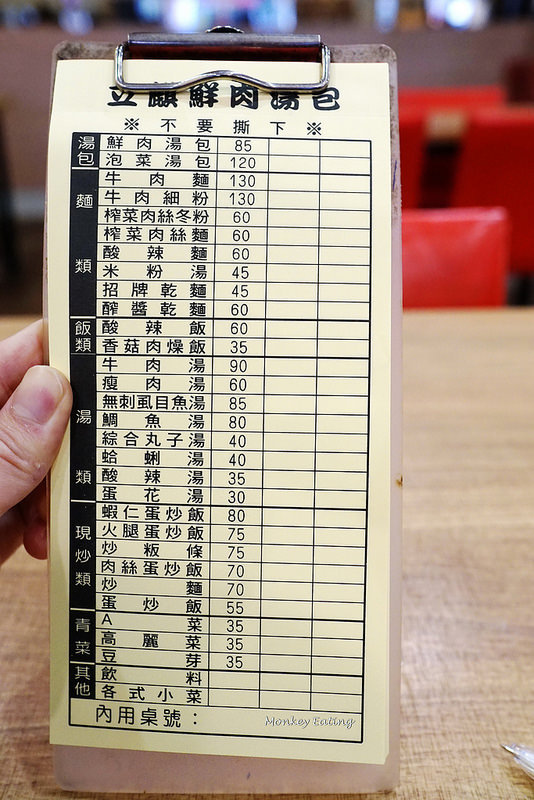 鮮肉湯包
※ 不要撕下 ※
湯包
鮮肉湯包 85
泡菜湯包 120
麵類
牛肉麵 130
牛肉細粉 130
榨菜肉絲冬粉 60
榨菜肉絲麵 60
酸辣麵 60
米粉湯 45
招牌乾麵 45
醡醬乾麵 60
飯類
酸辣飯 60
香菇肉燥飯 35
湯類
牛肉湯 90
瘦肉湯 60
無刺虱目魚湯 85
鯛魚湯 80
綜合丸子湯 40
蛤蜊湯 40
酸辣湯 35
蛋花湯 30
現炒類
蝦仁蛋炒飯 80
火腿蛋炒飯 75
炒粄條 75
肉絲蛋炒飯 70
炒麵 70
蛋炒飯 55
青菜
A菜 35
高麗菜 35
豆芽 35
其他
飲料
各式小菜
內用桌號：
Monkey Eating